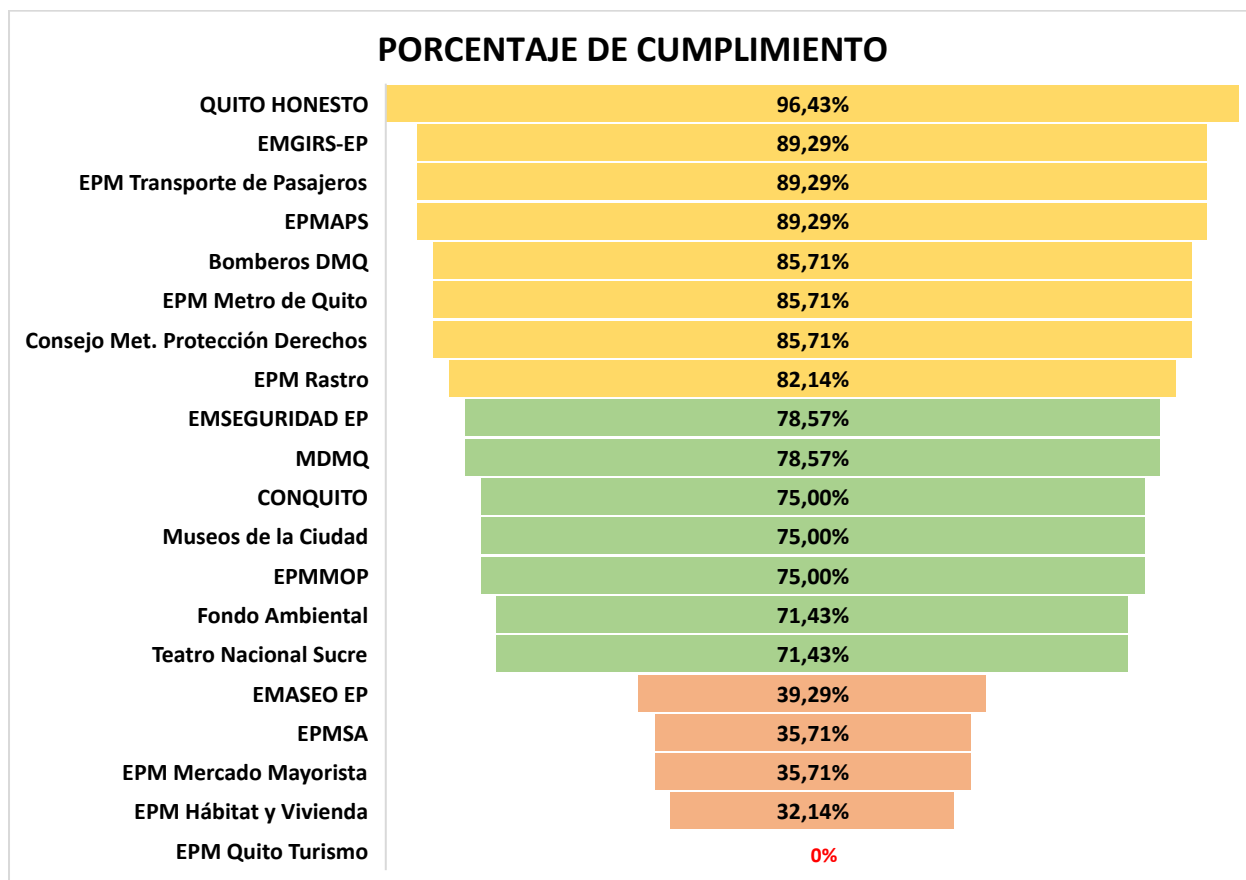 PORCENTAJE DE CUMPLIMIENTO
QUITO HONESTO 96,43%
EMGIRS-EP 89,29%
EPM Transporte de Pasajeros 89,29%
EPMAPS 89,29%
Bomberos DMQ 85,71%
EPM Metro de Quito 85,71%
Consejo Met. Protección Derechos 85,71%
EPM Rastro 82,14%
EMSEGURIDAD EP 78,57%
MDMQ 78,57%
CONQUITO 75,00%
Museos de la Ciudad 75,00%
EPMMOP 75,00%
Fondo Ambiental 71,43%
Teatro Nacional Sucre 71,43%
EMASEO EP 39,29%
EPMSA 35,71%
EPM Mercado Mayorista 35,71%
EPM Hábitat y Vivienda 32,14%
EPM Quito Turismo 0%